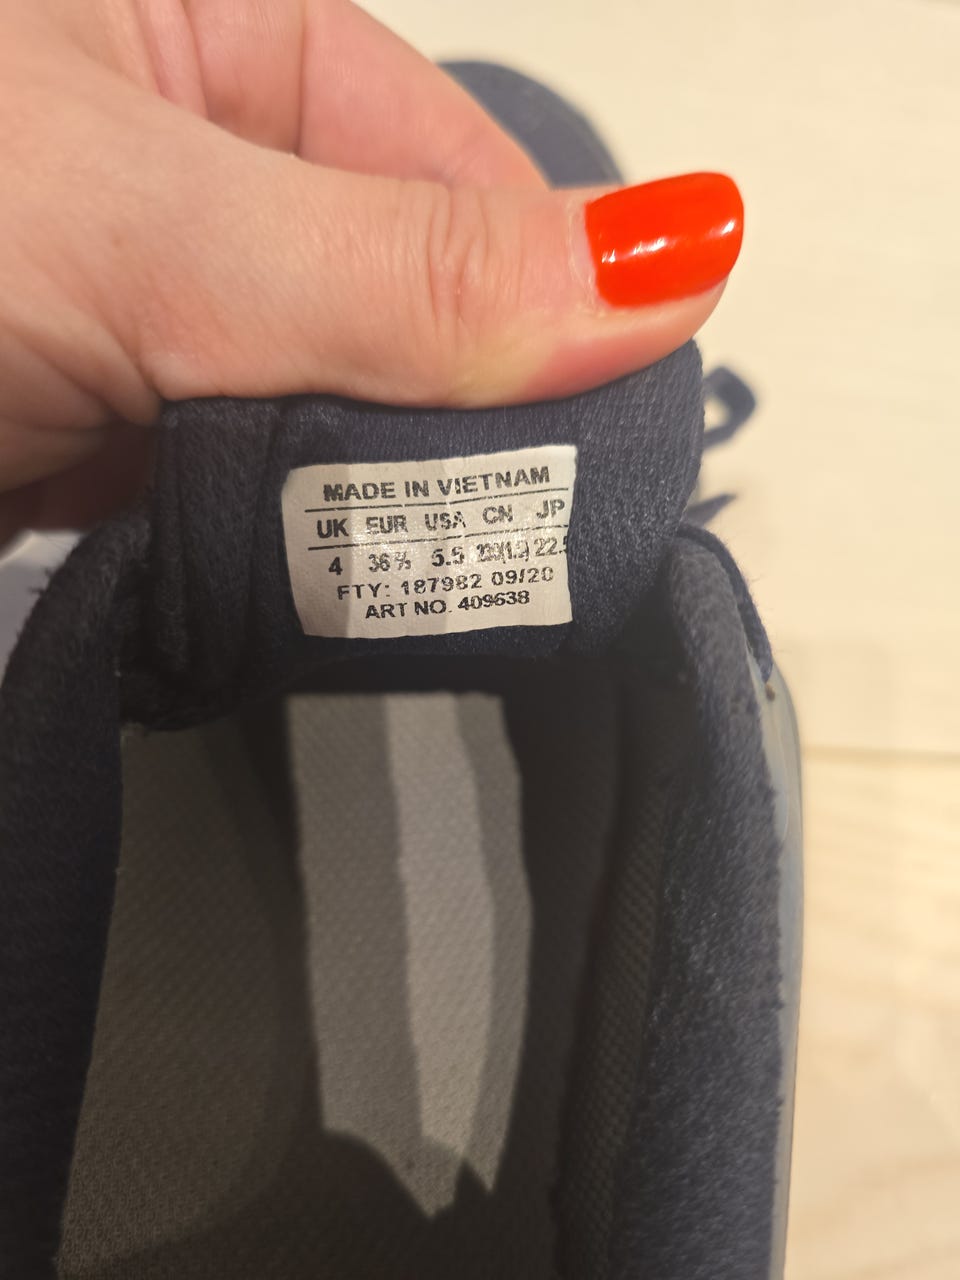 MADE IN VIETNAM
UK EUR USA CN JP
4 36⅔ 5.5 22.5
FTY: 187982 09/20
ART NO. 409638